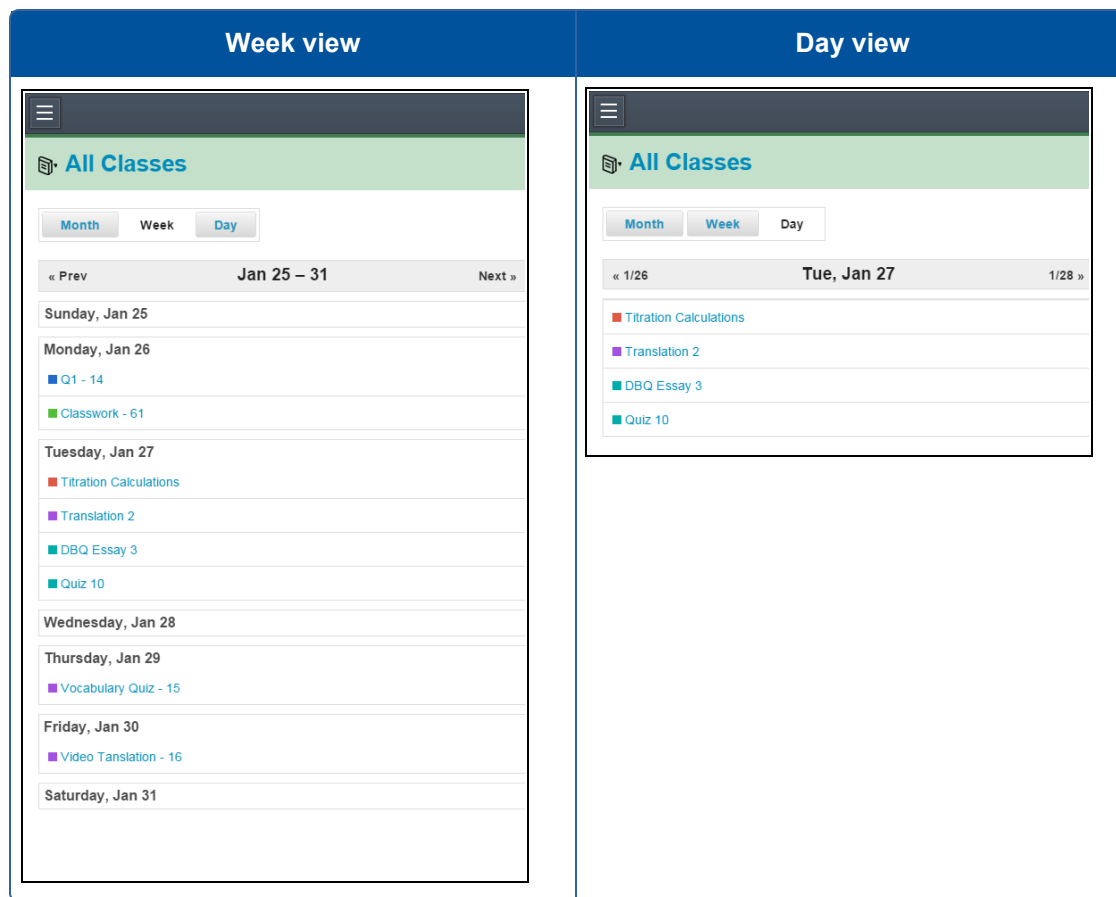 Week view
All Classes
Month Week Day
« Prev Jan 25 – 31 Next »
Sunday, Jan 25
Monday, Jan 26
Q1 - 14
Classwork - 61
Tuesday, Jan 27
Titration Calculations
Translation 2
DBQ Essay 3
Quiz 10
Wednesday, Jan 28
Thursday, Jan 29
Vocabulary Quiz - 15
Friday, Jan 30
Video Tanslation - 16
Saturday, Jan 31
Day view
All Classes
Month Week Day
« 1/26 Tue, Jan 27 1/28 »
Titration Calculations
Translation 2
DBQ Essay 3
Quiz 10